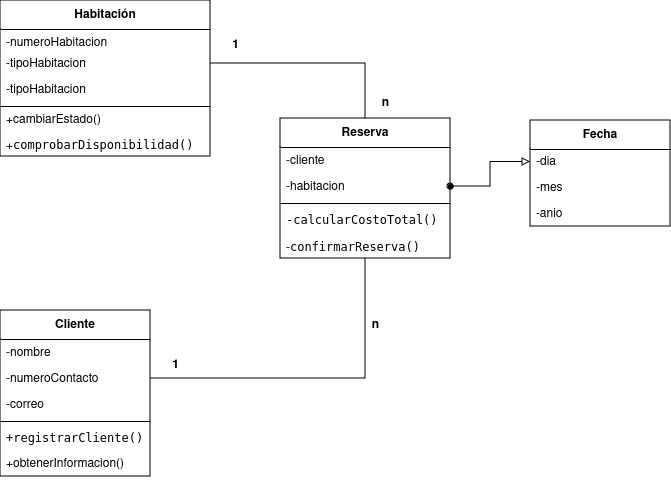 Habitación
-numeroHabitacion
-tipoHabitacion
-tipoHabitacion
+cambiarEstado()
+comprobarDisponibilidad()
1
n
Reserva
-cliente
-habitacion
-calcularCostoTotal()
-confirmarReserva()
Fecha
-dia
-mes
-anio
n
1
Cliente
-nombre
-numeroContacto
-correo
+registrarCliente()
+obtenerInformacion()